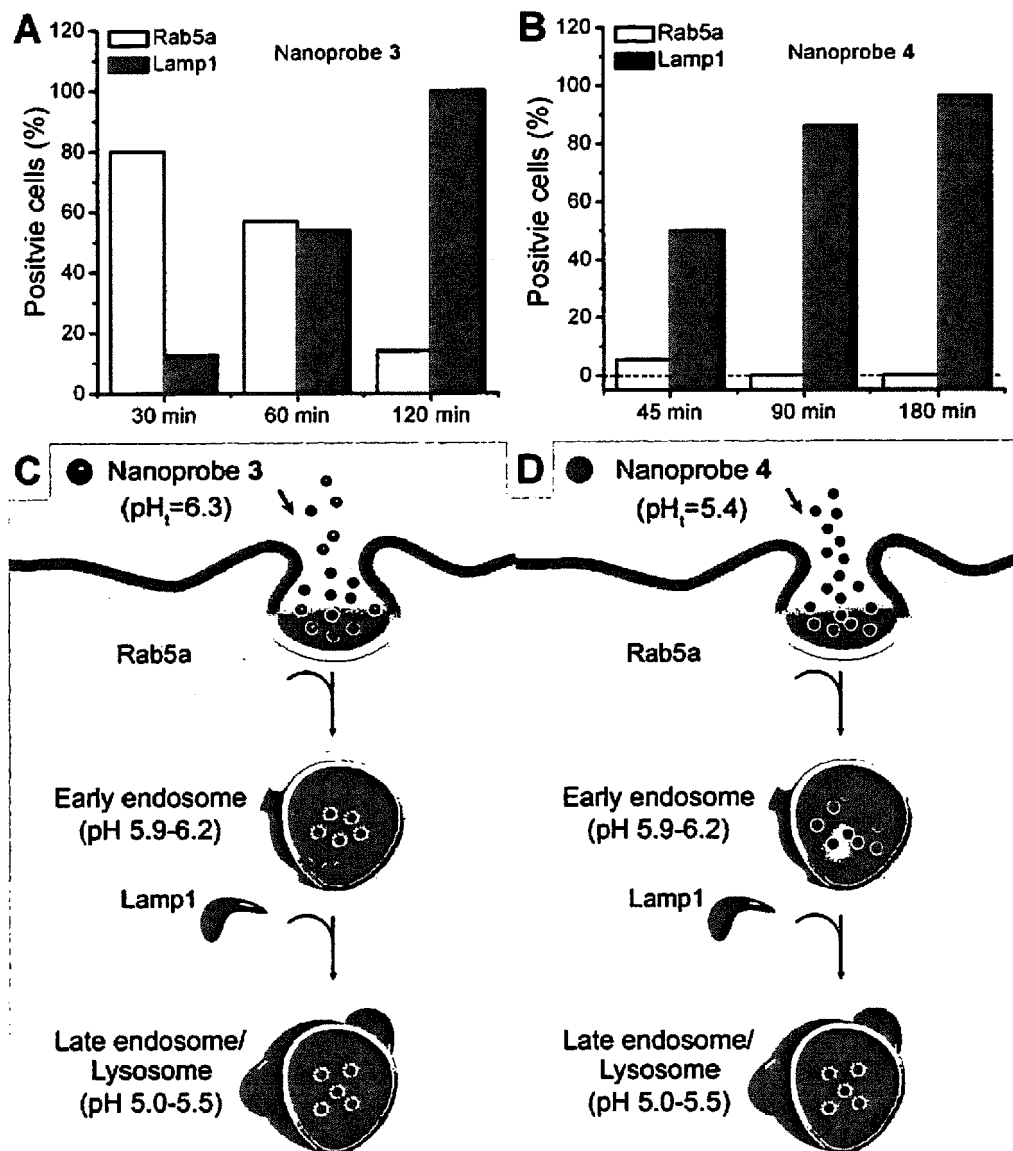 A
Rab5a
Lamp1
Nanoprobe 3
Positvie cells (%)
120
100
80
60
40
20
0
30 min
60 min
120 min
B
Rab5a
Lamp1
Nanoprobe 4
Positvie cells (%)
120
100
80
60
40
20
0
45 min
90 min
180 min
C
Nanoprobe 3
(pHt=6.3)
Rab5a
Early endosome
(pH 5.9-6.2)
Lamp1
Late endosome/
Lysosome
(pH 5.0-5.5)
D
Nanoprobe 4
(pHt=5.4)
Rab5a
Early endosome
(pH 5.9-6.2)
Lamp1
Late endosome/
Lysosome
(pH 5.0-5.5)